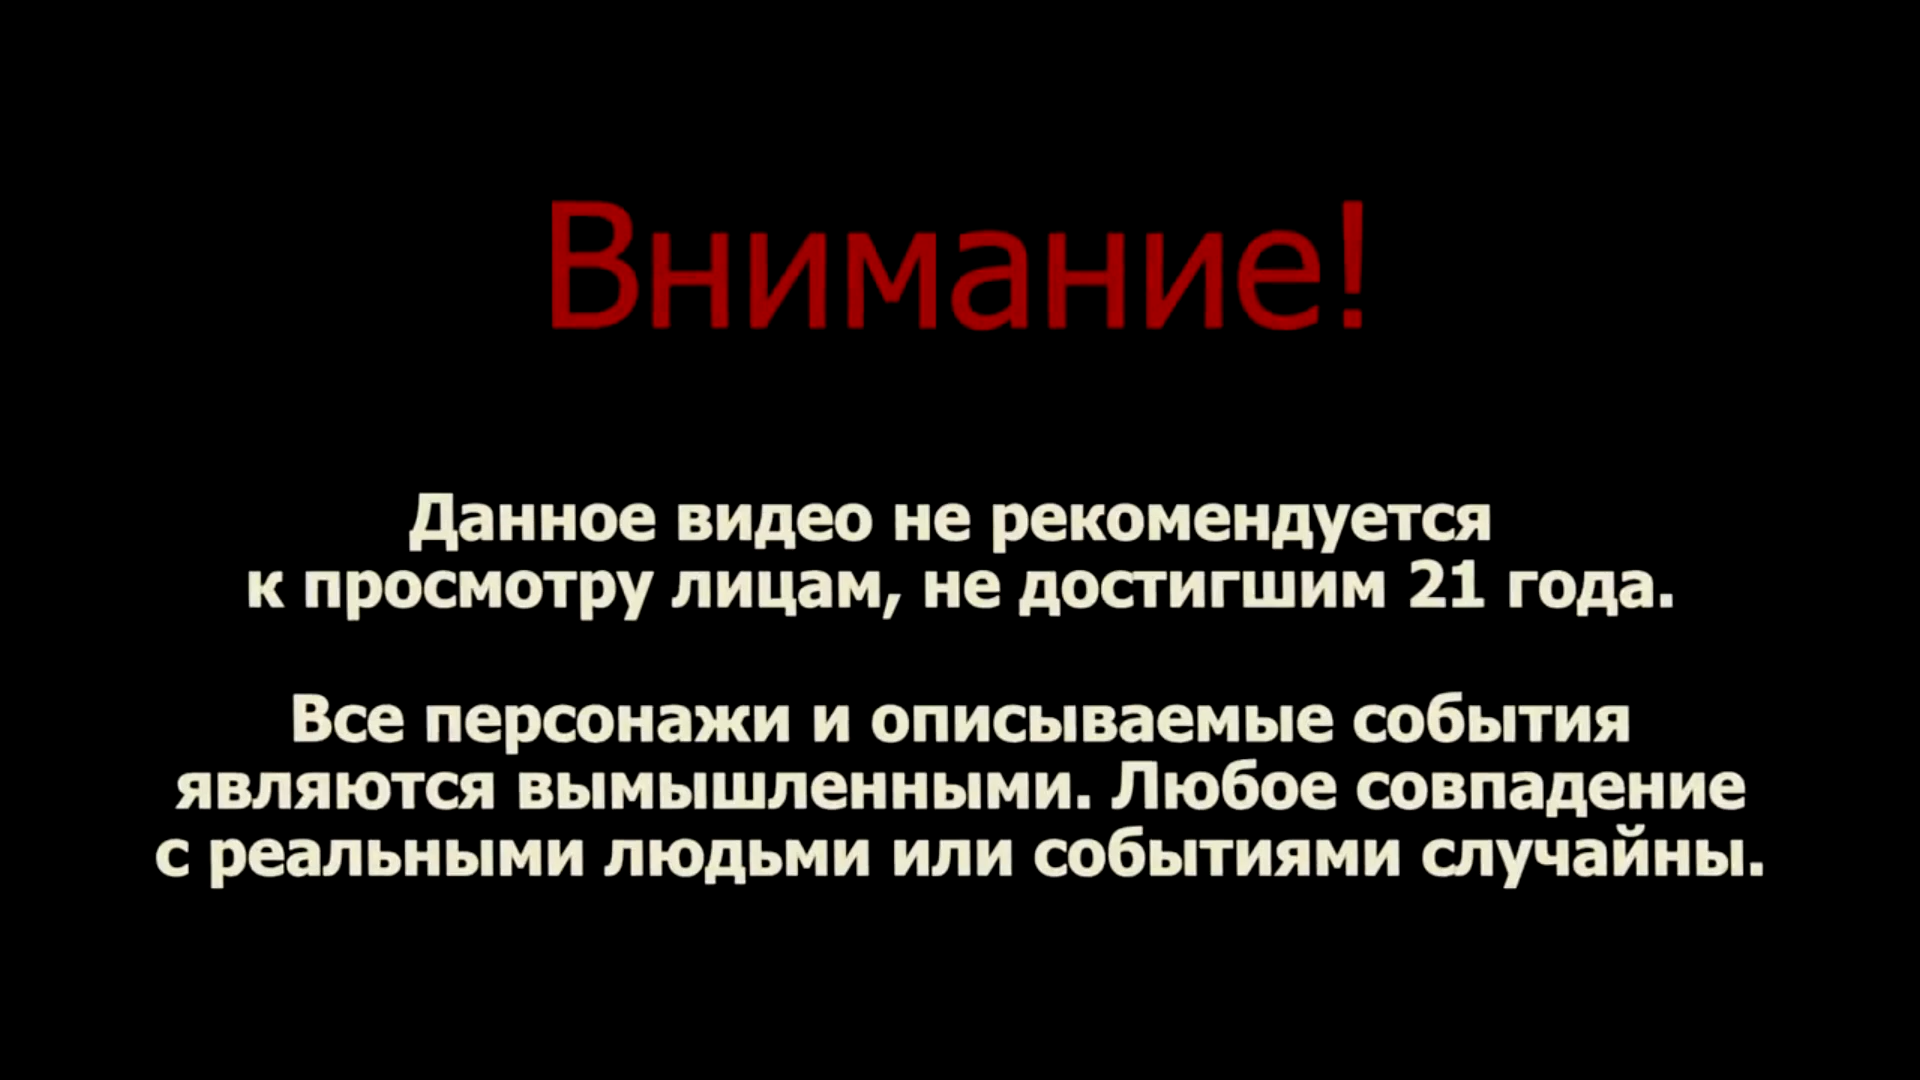 Внимание!
Данное видео не рекомендуется
к просмотру лицам, не достигшим 21 года.
Все персонажи и описываемые события
являются вымышленными. Любое совпадение
с реальными людьми или событиями случайны.